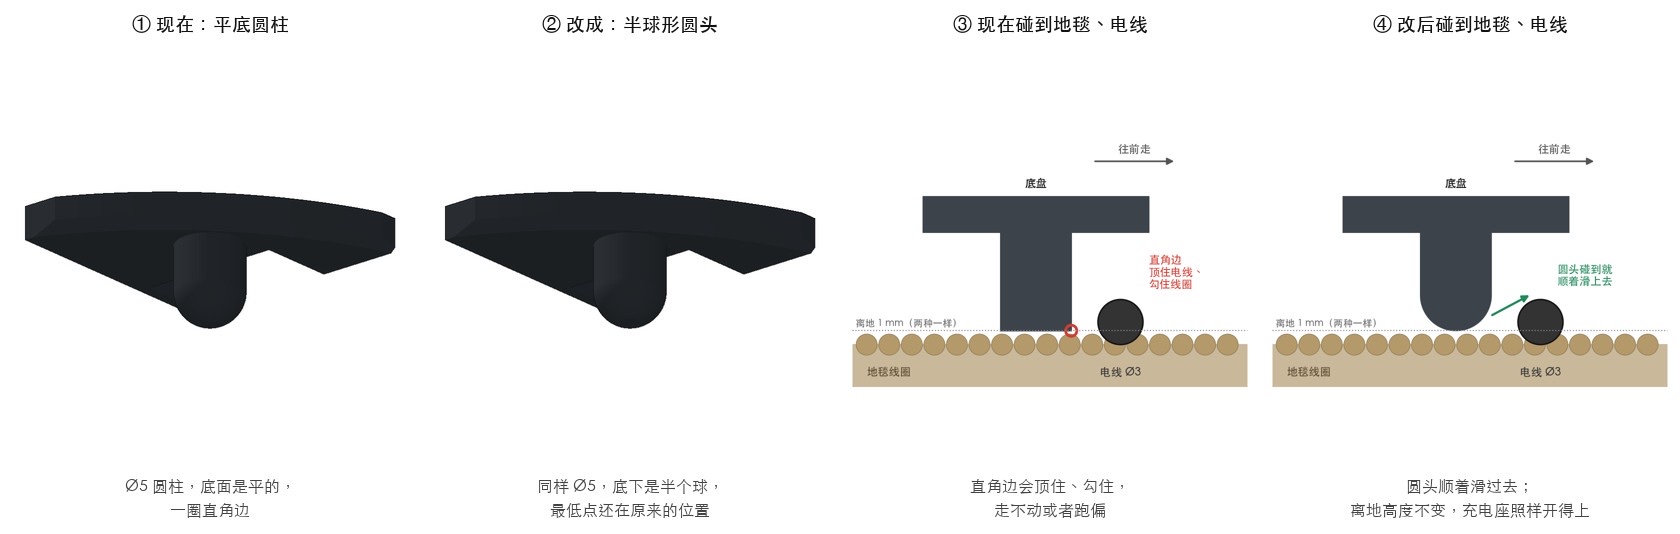 ① 现在：平底圆柱
② 改成：半球形圆头
③ 现在碰到地毯、电线
④ 改后碰到地毯、电线
Ø5 圆柱，底面是平的，
一圈直角边
同样 Ø5，底下是半个球，
最低点还在原来的位置
往前走
底盘
直角边
顶住电线、
勾住线圈
离地 1 mm（两种一样）
地毯线圈
电线 Ø3
直角边会顶住、勾住，
走不动或者跑偏
往前走
底盘
圆头碰到就
顺着滑上去
离地 1 mm（两种一样）
地毯线圈
电线 Ø3
圆头顺着滑过去；
离地高度不变，充电座照样开得上